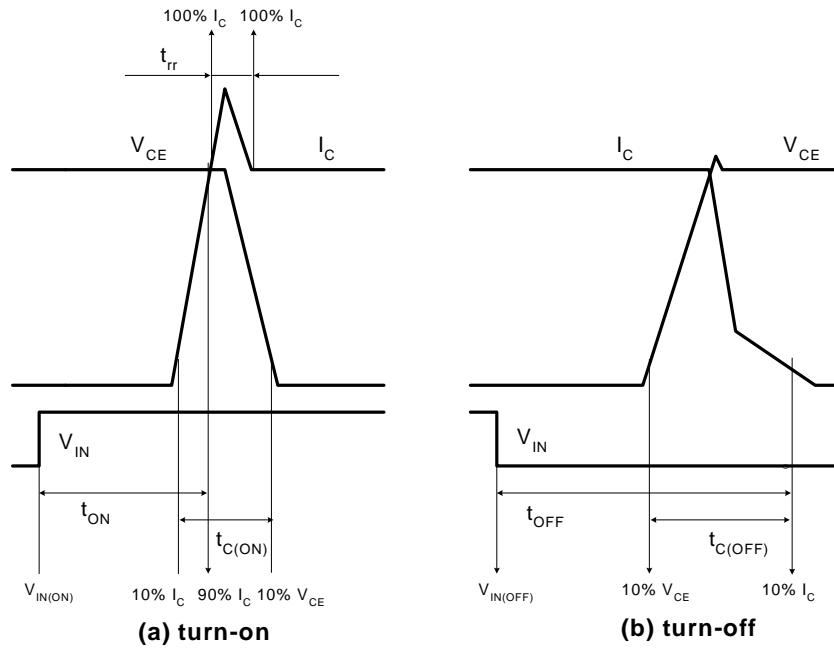 100% I_C 100% I_C
t_rr
V_CE I_C
V_IN
t_ON
t_C(ON)
V_IN(ON) 10% I_C 90% I_C 10% V_CE
(a) turn-on
I_C V_CE
V_IN
t_OFF
t_C(OFF)
V_IN(OFF) 10% V_CE 10% I_C
(b) turn-off